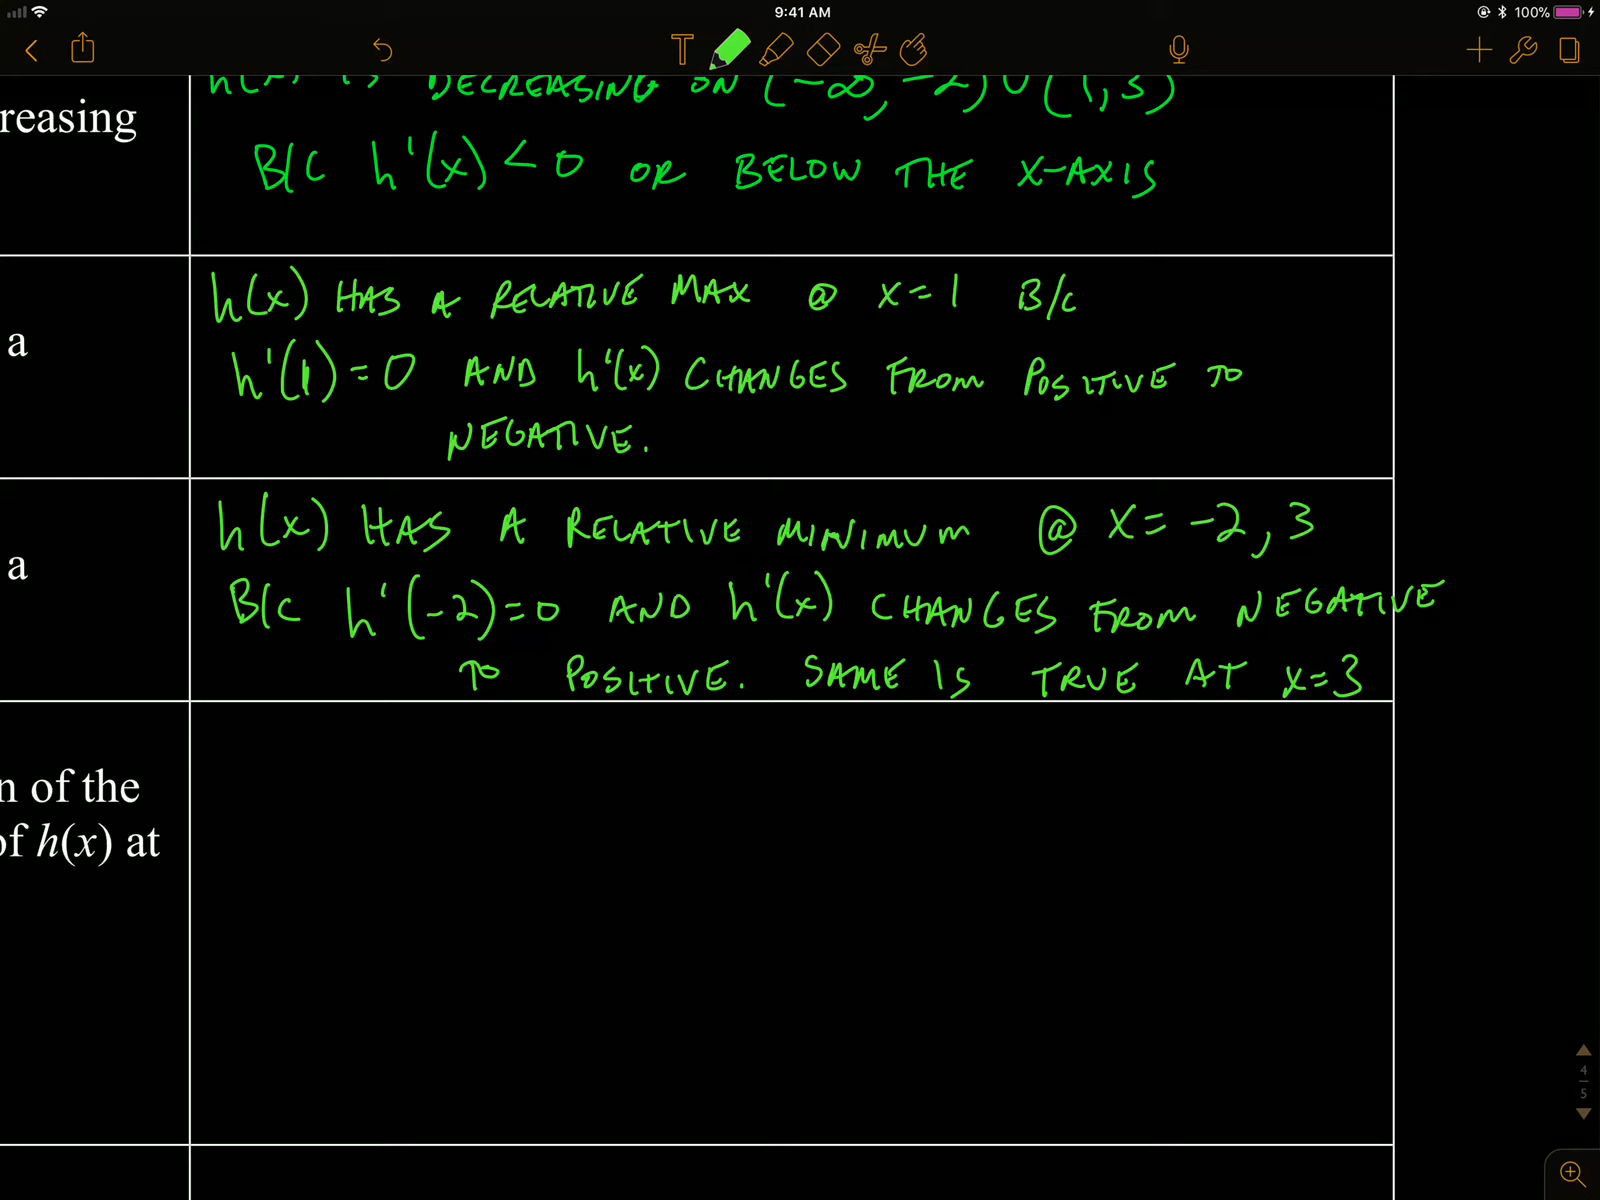 9:41 AM
100%
T
h(x) IS DECREASING ON (-∞, -2) ∪ (1, 3)
reasing
B/C h'(x) < 0 OR BELOW THE X-AXIS
h(x) HAS A RELATIVE MAX @ x=1 B/C
a
h'(1)=0 AND h'(x) CHANGES FROM POSITIVE TO
NEGATIVE.
h(x) HAS A RELATIVE MINIMUM @ X= -2, 3
a
B/C h'(-2)=0 AND h'(x) CHANGES FROM NEGATIVE
TO POSITIVE. SAME IS TRUE AT x=3
n of the
of h(x) at
4
5